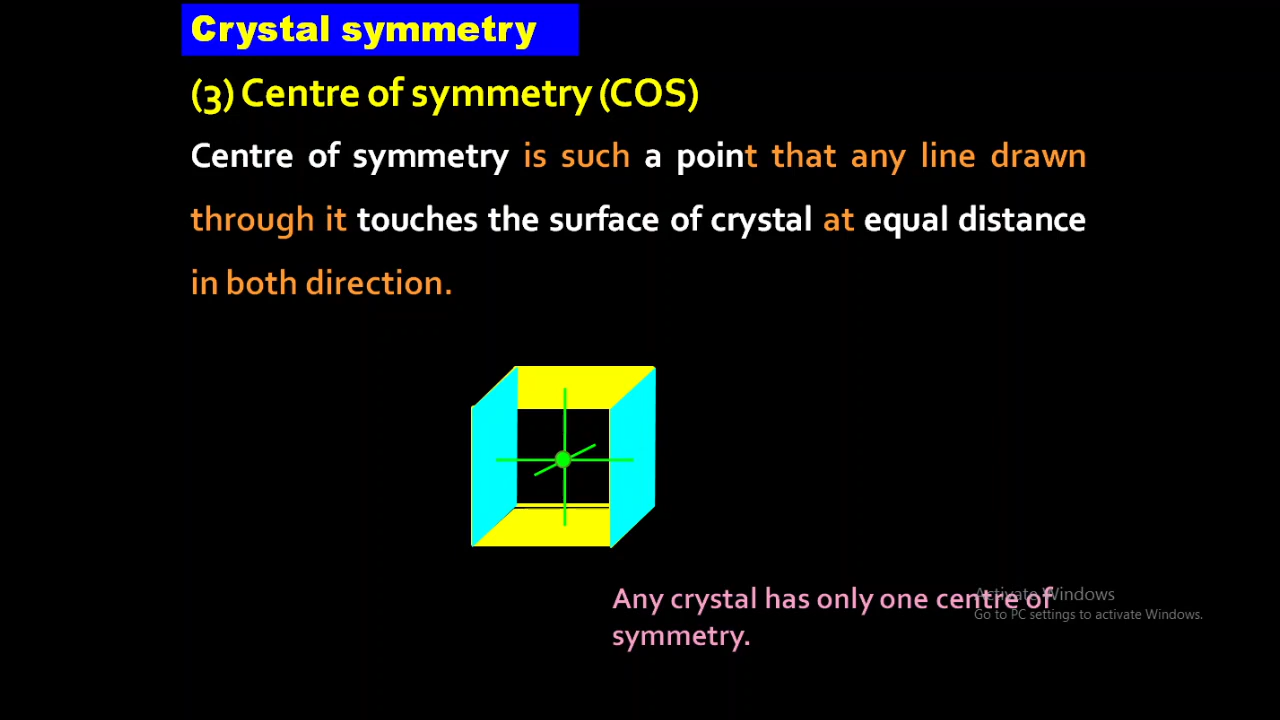 Crystal symmetry
(3) Centre of symmetry (COS)
Centre of symmetry is such a point that any line drawn
through it touches the surface of crystal at equal distance
in both direction.
Any crystal has only one centre of
symmetry.
Activate Windows
Go to PC settings to activate Windows.